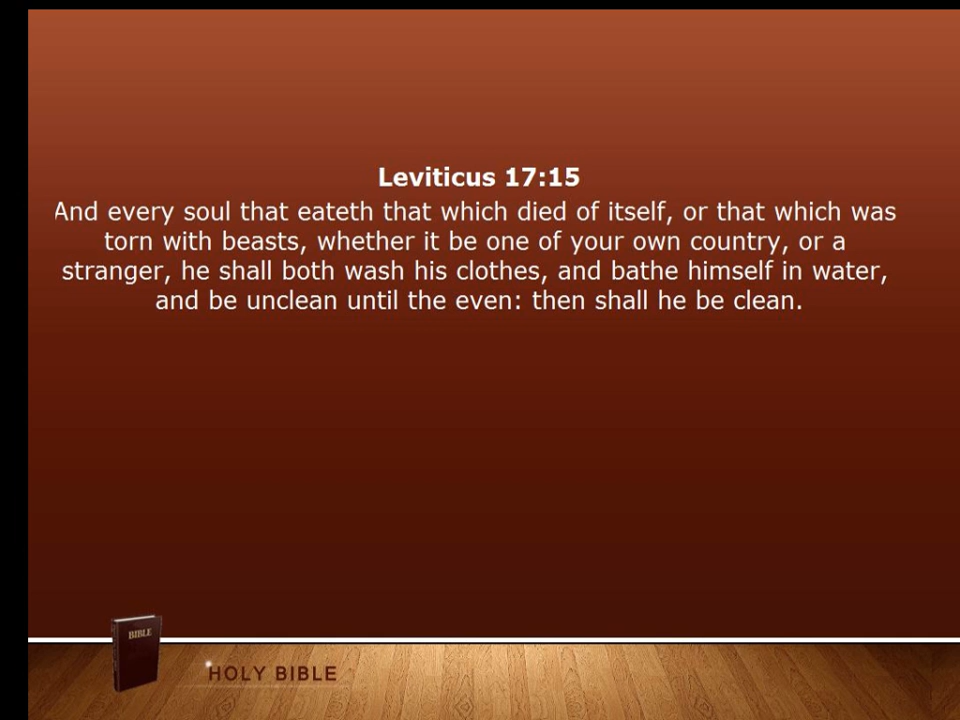 Leviticus 17:15
And every soul that eateth that which died of itself, or that which was
torn with beasts, whether it be one of your own country, or a
stranger, he shall both wash his clothes, and bathe himself in water,
and be unclean until the even: then shall he be clean.
BIBLE
HOLY BIBLE